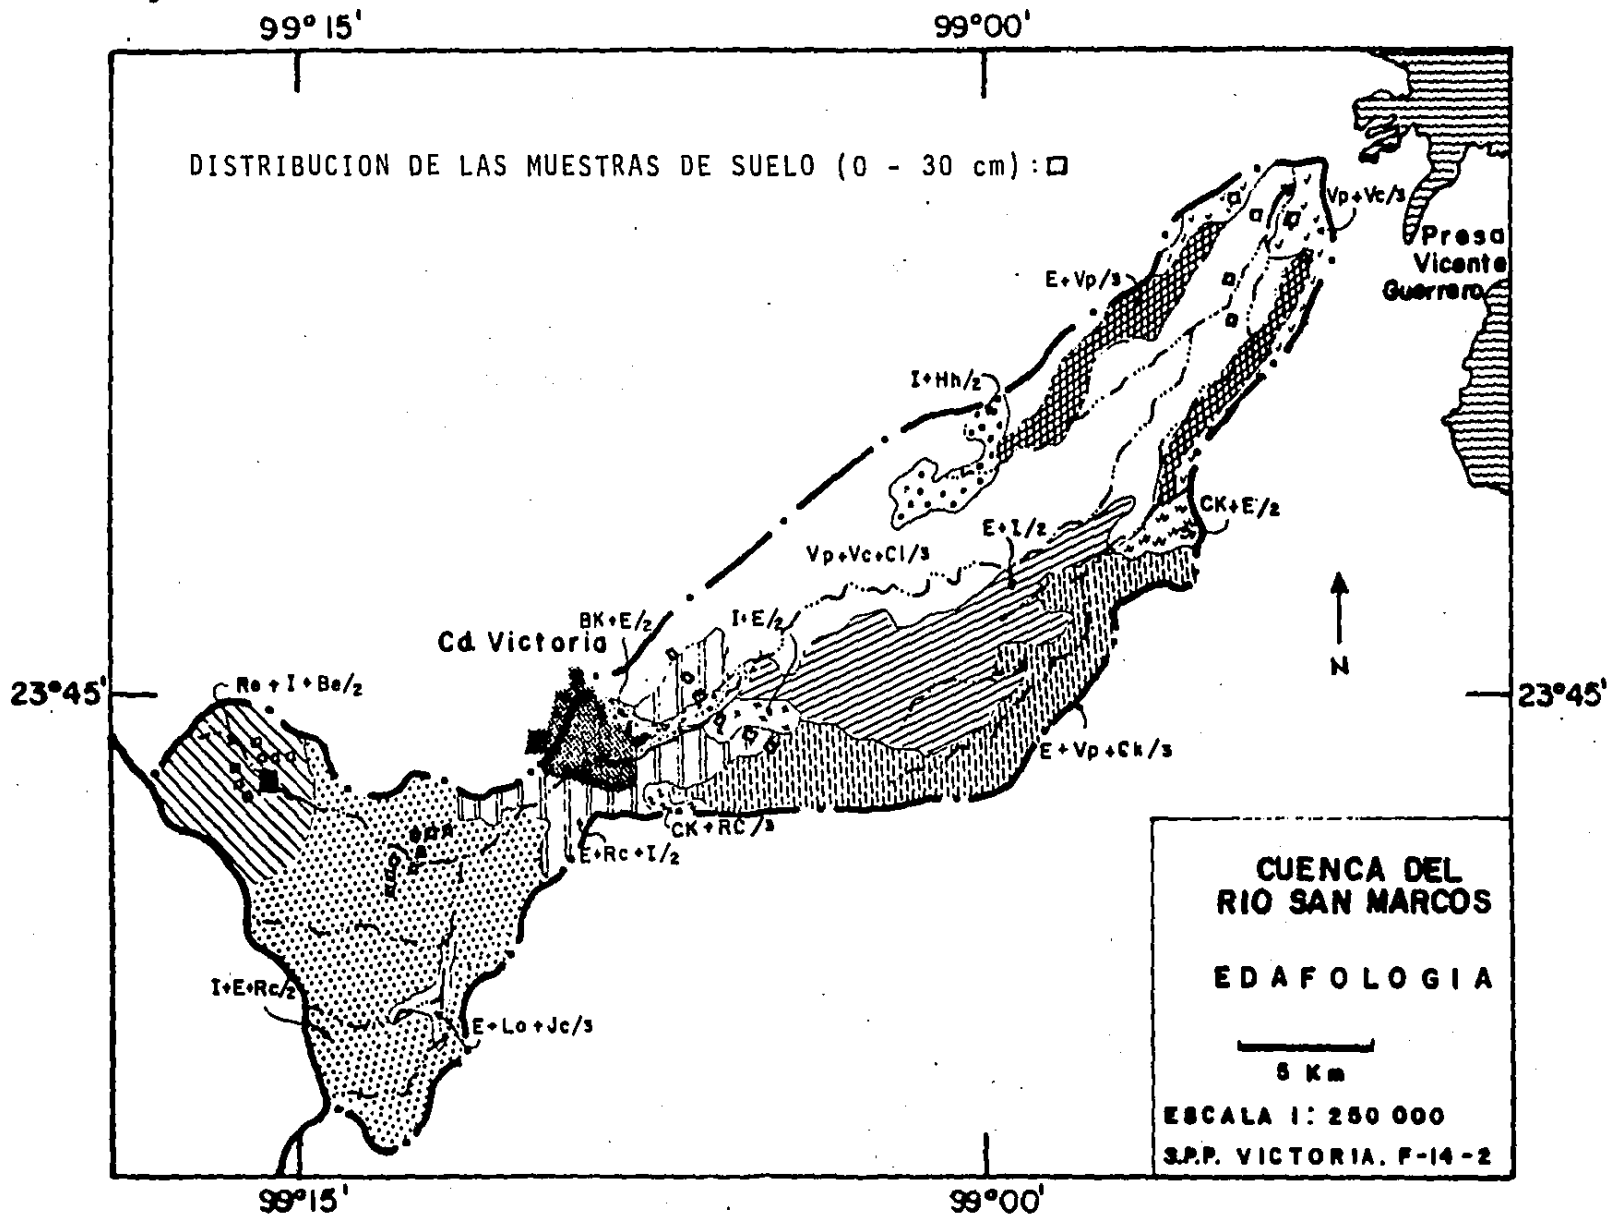 99°15' 99°00'
DISTRIBUCION DE LAS MUESTRAS DE SUELO (0 - 30 cm):
Vp+Vc/3
Presa
Vicente
Guerrero
E+Vp/3
I+Hh/2
CK+E/2
E+I/2
Vp+Vc+Cl/3
N
BK+E/2
I+E/2
Cd. Victoria
23°45' 23°45'
Re+I+Be/2
E+Vp+Ck/3
CK+RC/3
E+Rc+I/2
I+E+Rc/2
E+Lo+Jc/3
CUENCA DEL
RIO SAN MARCOS
EDAFOLOGIA
5 Km
ESCALA 1: 250 000
S.P.P. VICTORIA. F-14-2
99°15' 99°00'